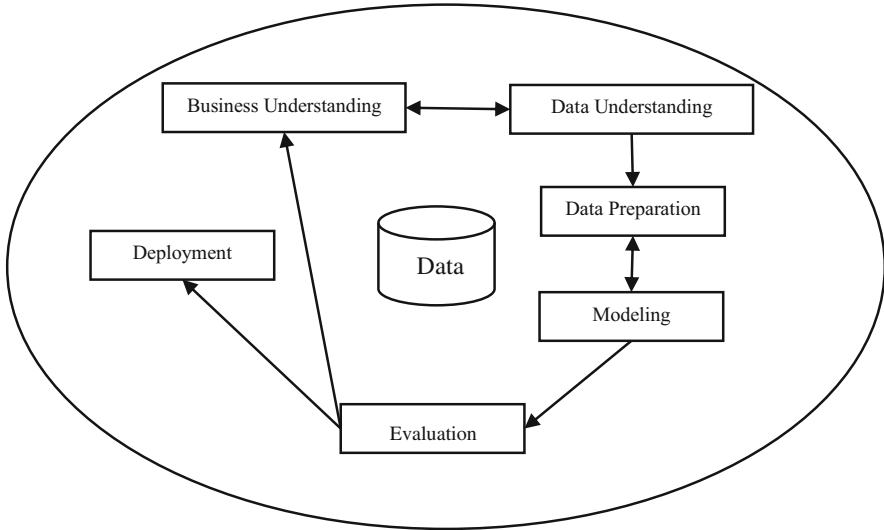 Business Understanding
Data Understanding
Data Preparation
Deployment
Data
Modeling
Evaluation